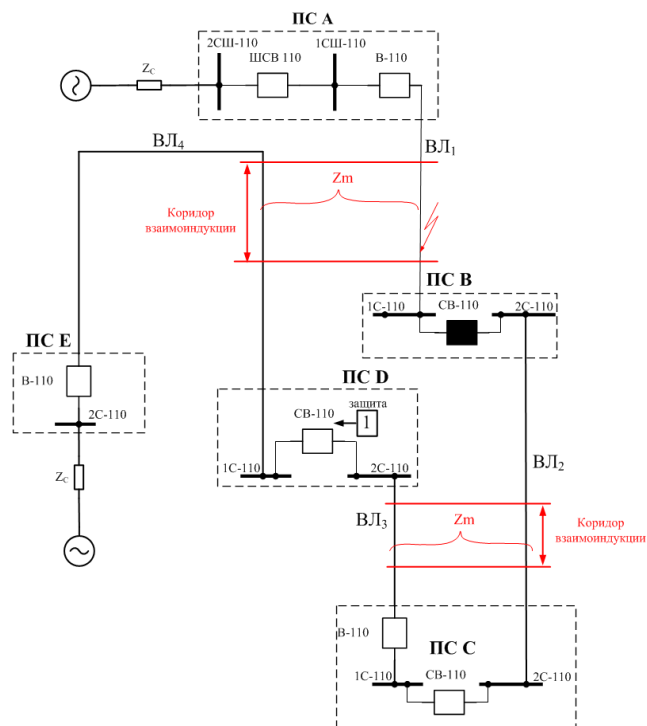 ПС А
2СШ-110
ШСВ 110
1СШ-110
В-110
Zc
ВЛ4
ВЛ1
Zm
Коридор
взаимоиндукции
ПС В
1С-110
СВ-110
2С-110
ПС Е
В-110
2С-110
Zc
ПС D
защита
СВ-110
1
1С-110
2С-110
ВЛ2
ВЛ3
Zm
Коридор
взаимоиндукции
В-110
ПС С
1С-110
СВ-110
2С-110